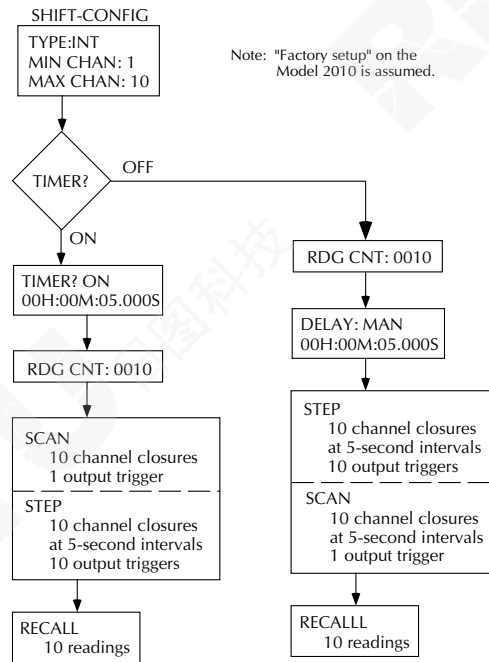 SHIFT-CONFIG
TYPE:INT
MIN CHAN: 1
MAX CHAN: 10
Note: "Factory setup" on the
Model 2010 is assumed.
TIMER?
OFF
ON
TIMER? ON
00H:00M:05.000S
RDG CNT: 0010
SCAN
10 channel closures
1 output trigger
STEP
10 channel closures
at 5-second intervals
10 output triggers
RECALL
10 readings
RDG CNT: 0010
DELAY: MAN
00H:00M:05.000S
STEP
10 channel closures
at 5-second intervals
10 output triggers
SCAN
10 channel closures
at 5-second intervals
1 output trigger
RECALLL
10 readings